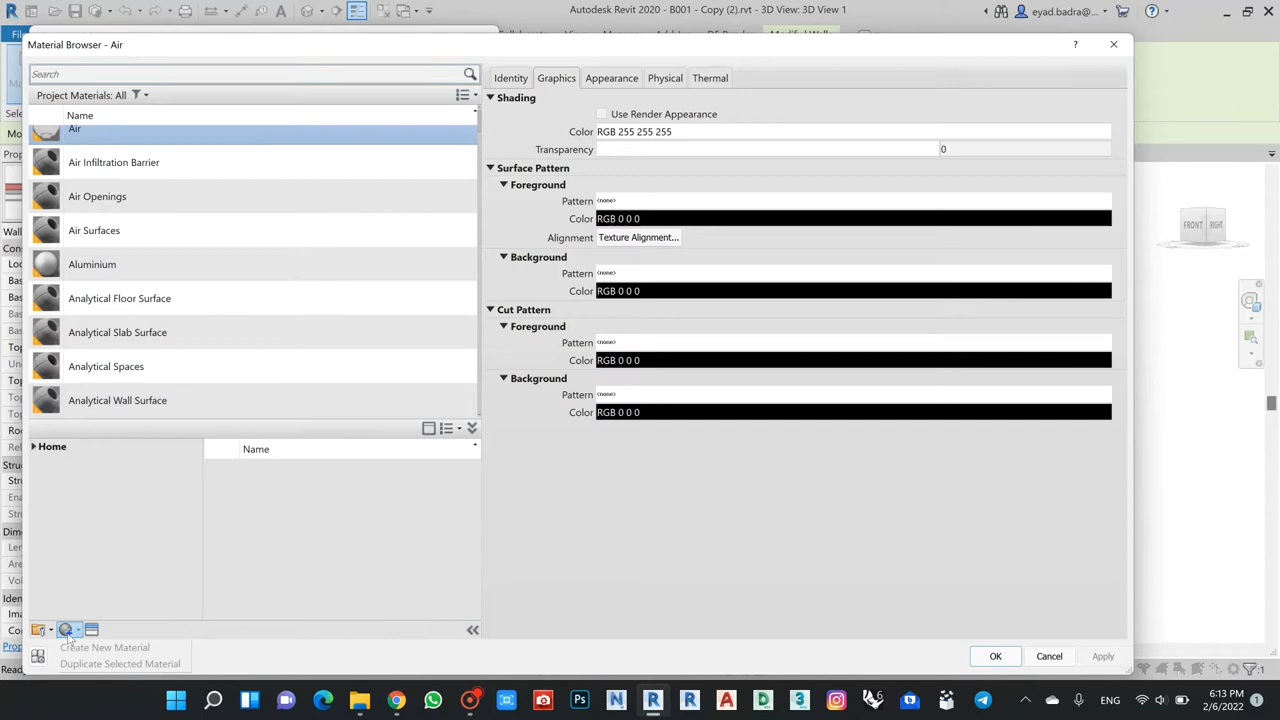 Autodesk Revit 2020 - B001 - Copy (2).rvt - 3D View: 3D View 1
eyad.badra@...
Material Browser - Air
Search
Project Materials: All
Name
Air
Air Infiltration Barrier
Air Openings
Air Surfaces
Aluminium
Analytical Floor Surface
Analytical Slab Surface
Analytical Spaces
Analytical Wall Surface
Home
Name
Create New Material
Duplicate Selected Material
Identity
Graphics
Appearance
Physical
Thermal
Shading
Use Render Appearance
Color RGB 255 255 255
Transparency 0
Surface Pattern
Foreground
Pattern <none>
Color RGB 0 0 0
Alignment Texture Alignment...
Background
Pattern <none>
Color RGB 0 0 0
Cut Pattern
Foreground
Pattern <none>
Color RGB 0 0 0
Background
Pattern <none>
Color RGB 0 0 0
OK
Cancel
Apply
FRONT
RIGHT
:1
ENG
6:13 PM
2/6/2022